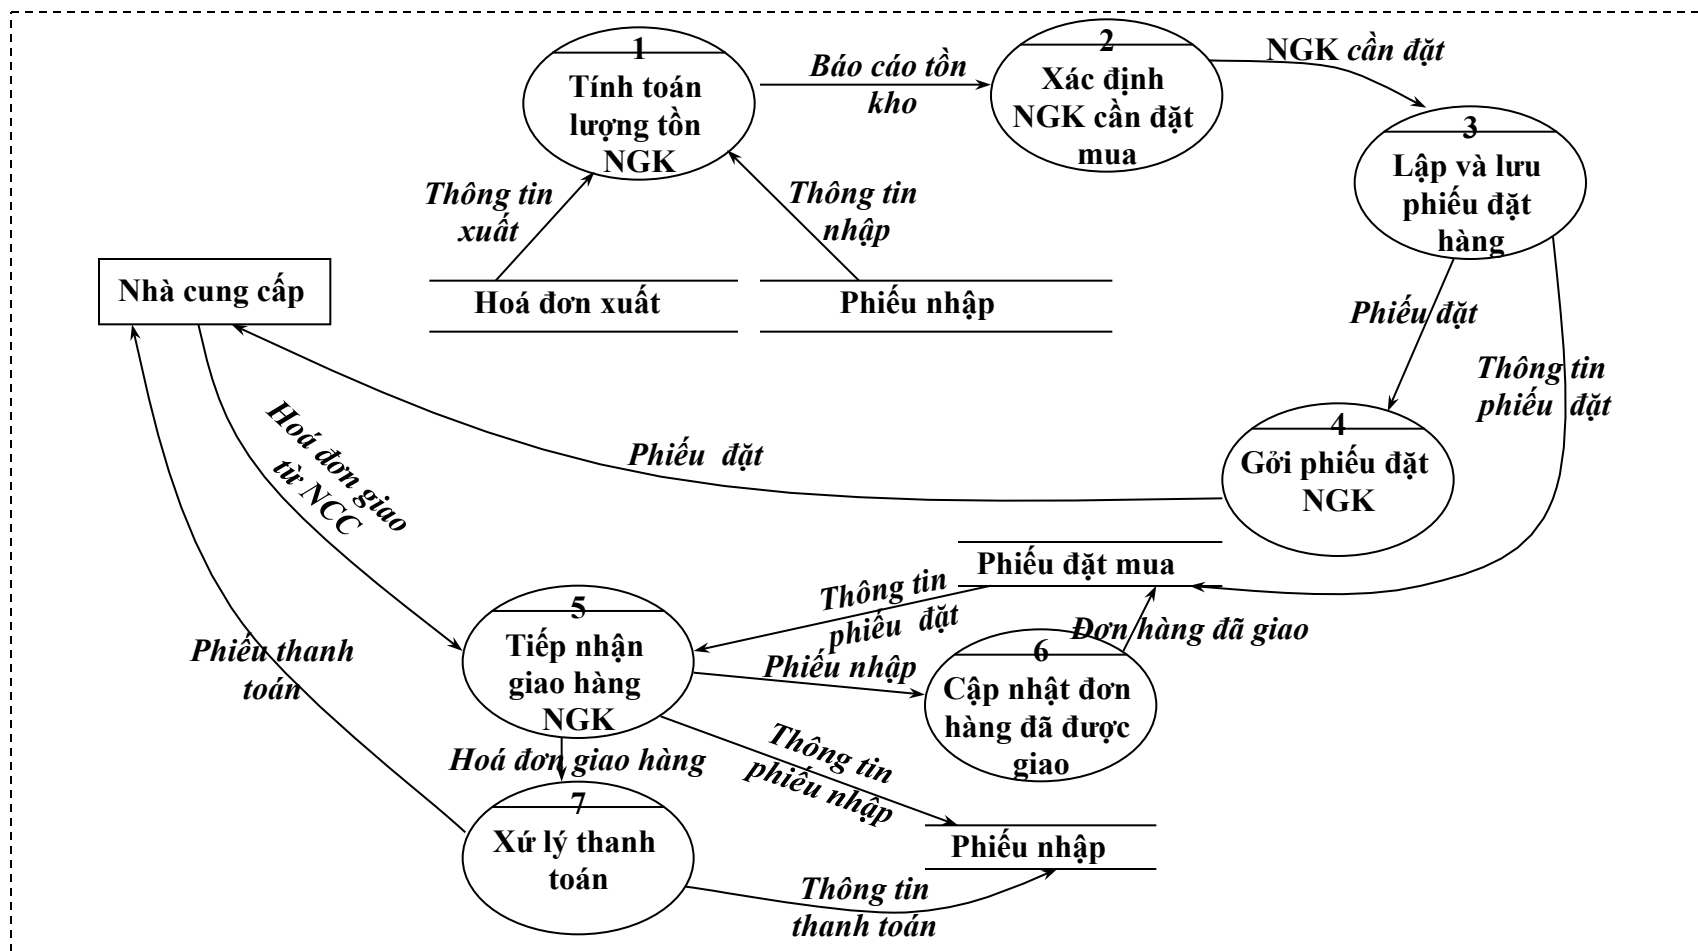 1
Tính toán
lượng tồn
NGK
Báo cáo tồn
kho
2
Xác định
NGK cần đặt
mua
NGK cần đặt
3
Lập và lưu
phiếu đặt
hàng
Thông tin
xuất
Thông tin
nhập
Nhà cung cấp
Hoá đơn xuất
Phiếu nhập
Phiếu đặt
Thông tin
phiếu đặt
Hoá đơn giao
từ NCC
Phiếu đặt
4
Gởi phiếu đặt
NGK
Phiếu đặt mua
Thông tin
phiếu đặt
Đơn hàng đã giao
5
Tiếp nhận
giao hàng
NGK
Phiếu nhập
6
Cập nhật đơn
hàng đã được
giao
Phiếu thanh
toán
Hoá đơn giao hàng
Thông tin
phiếu nhập
7
Xứ lý thanh
toán
Phiếu nhập
Thông tin
thanh toán